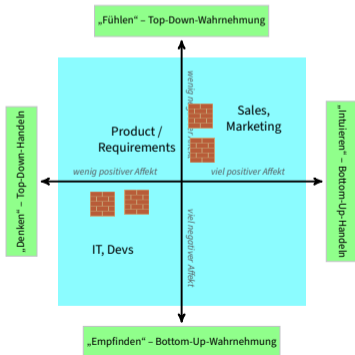 „Fühlen“ – Top-Down-Wahrnehmung
„Denken“ – Top-Down-Handeln
„Intuieren“ – Bottom-Up-Handeln
wenig
Sales,
Marketing
Product /
Requirements
wenig positiver Affekt
viel positiver Affekt
viel negativer Affekt
IT, Devs
„Empfinden“ – Bottom-Up-Wahrnehmung